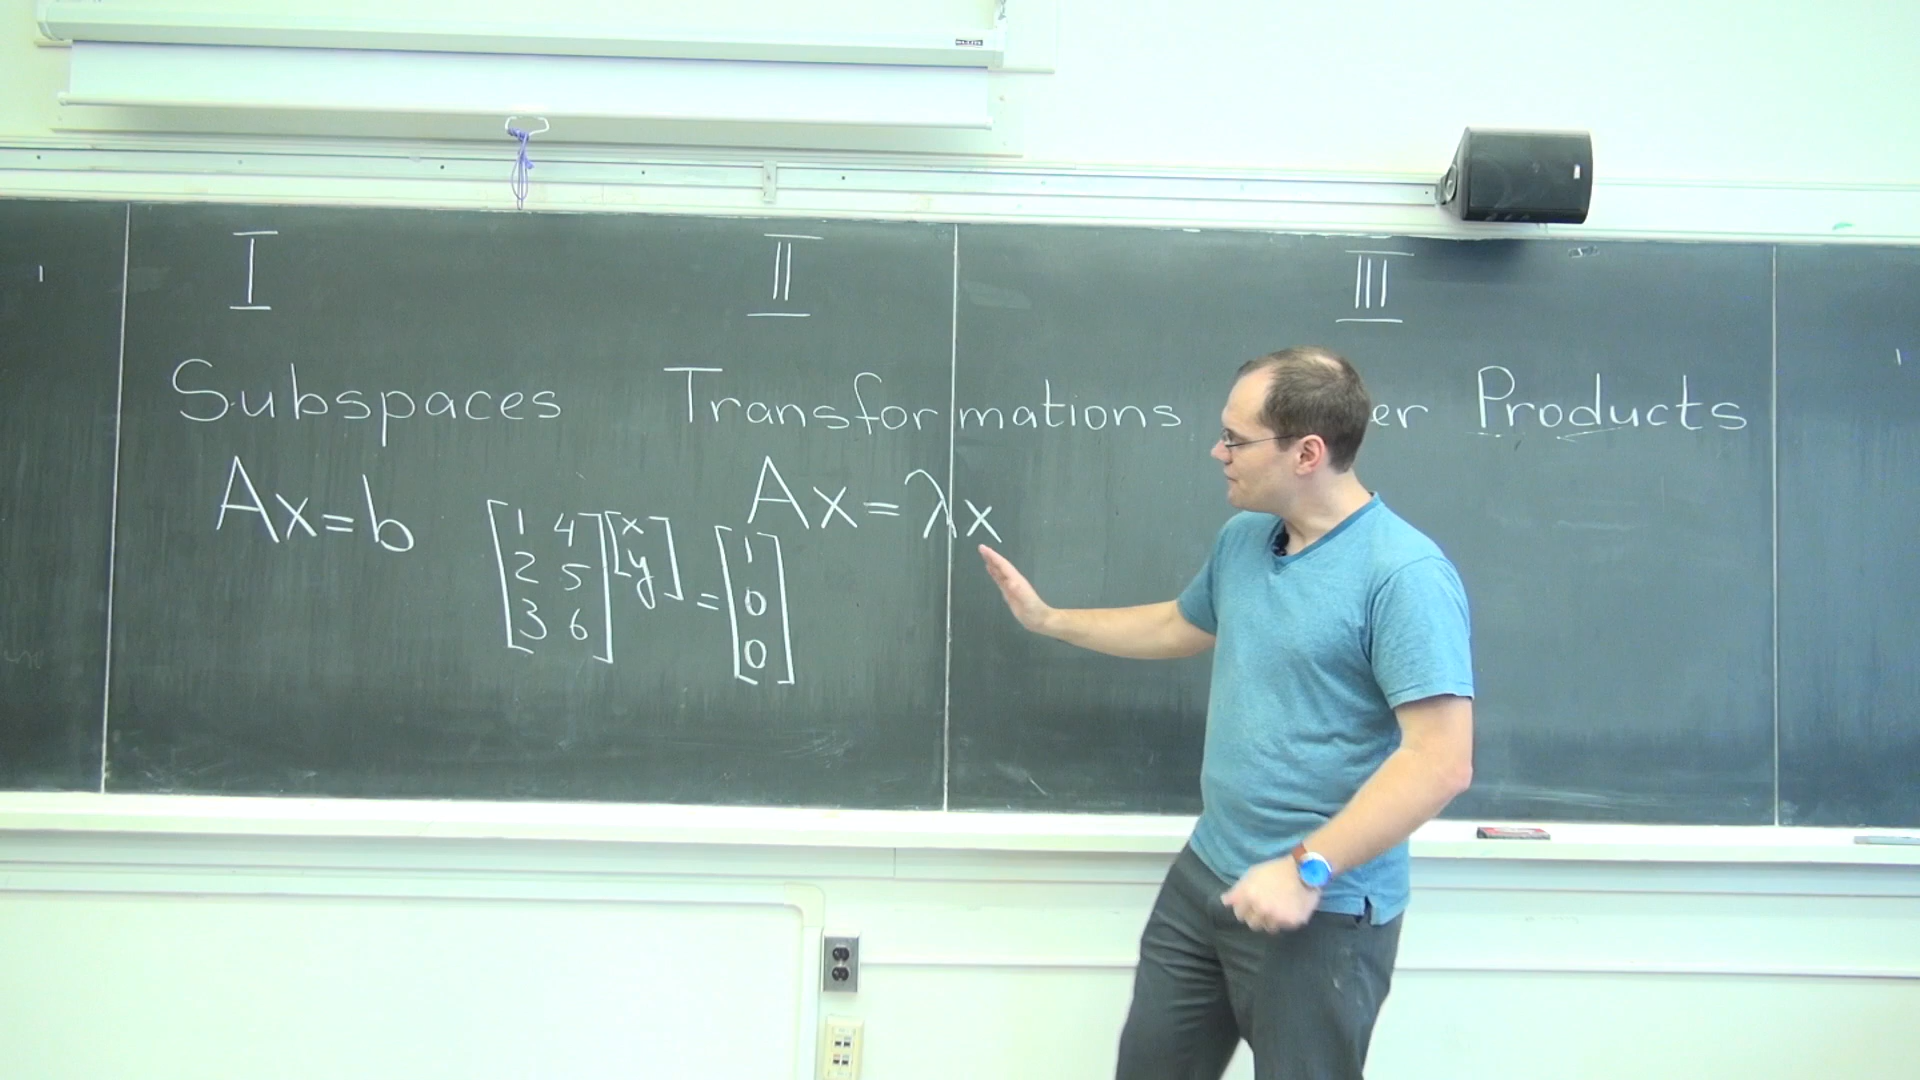 I II III
Subspaces Transformations er Products
Ax=b Ax=λx
[1 4] [x] = [1]
[2 5] [y] [0]
[3 6] [0]